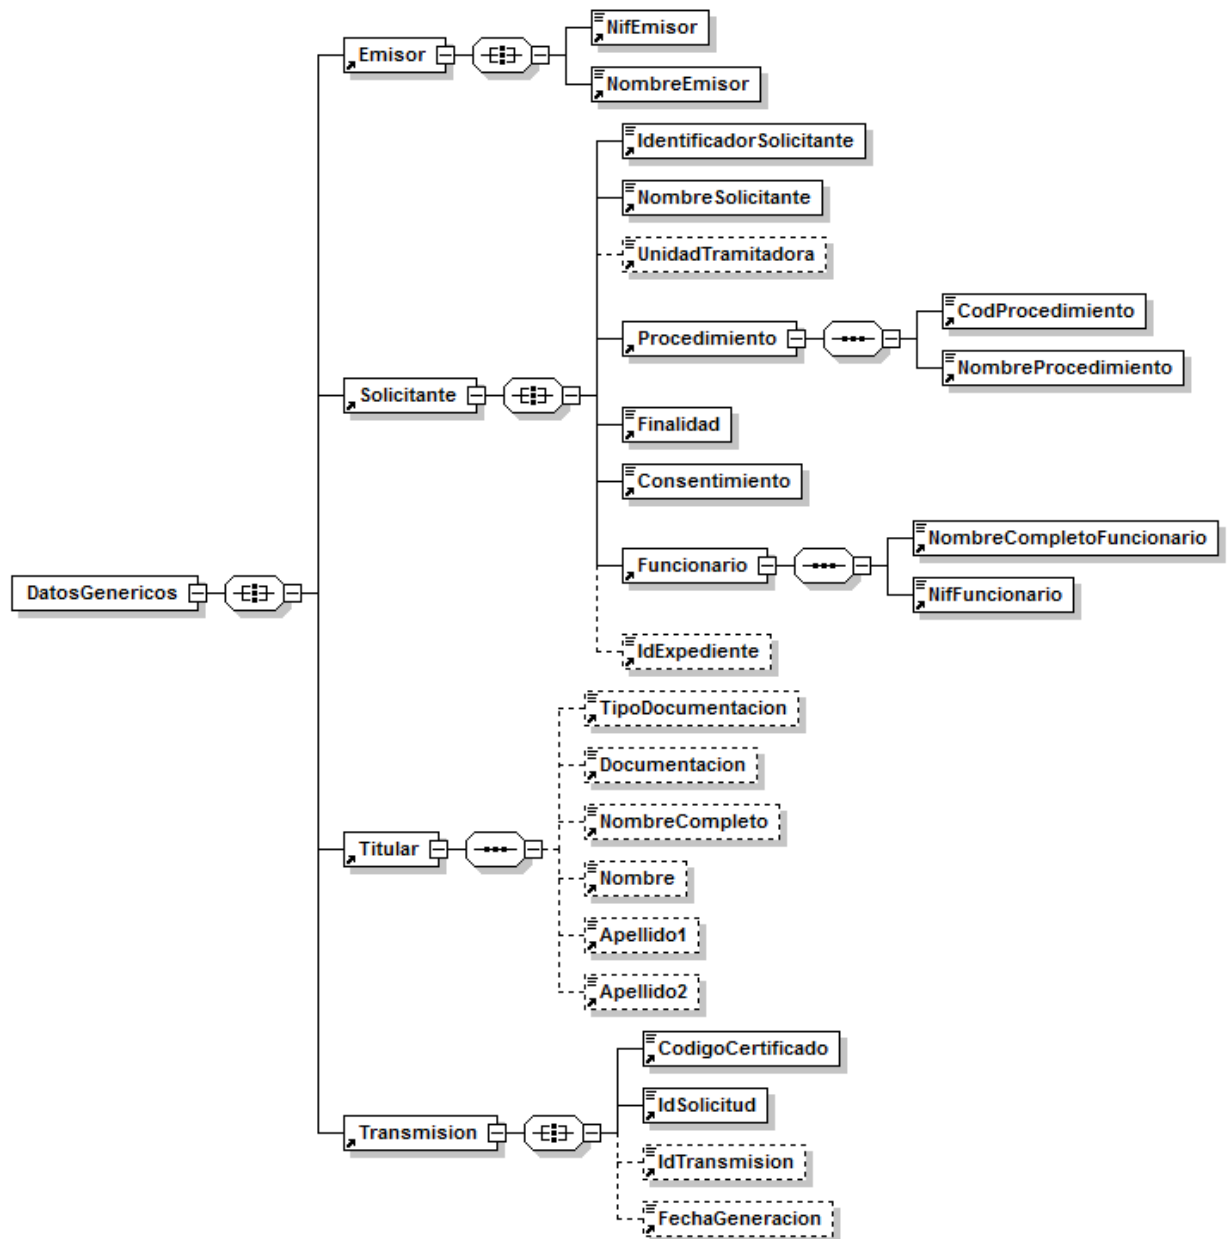 NifEmisor
Emisor
NombreEmisor
IdentificadorSolicitante
NombreSolicitante
UnidadTramitadora
CodProcedimiento
Procedimiento
NombreProcedimiento
Solicitante
Finalidad
Consentimiento
NombreCompletoFuncionario
Funcionario
DatosGenericos
NifFuncionario
IdExpediente
TipoDocumentacion
Documentacion
NombreCompleto
Titular
Nombre
Apellido1
Apellido2
CodigoCertificado
IdSolicitud
Transmision
IdTransmision
FechaGeneracion